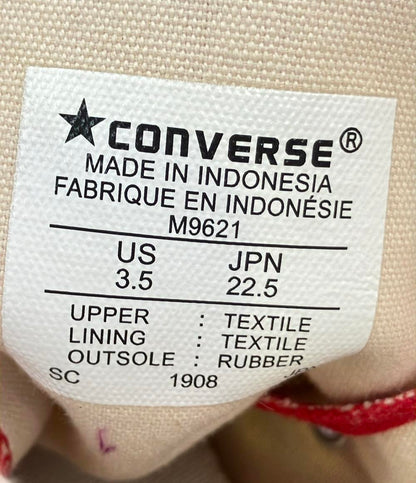 ★CONVERSE®
MADE IN INDONESIA
FABRIQUE EN INDONÉSIE
M9621
US JPN
3.5 22.5
UPPER : TEXTILE
LINING : TEXTILE
OUTSOLE : RUBBER
SC 1908